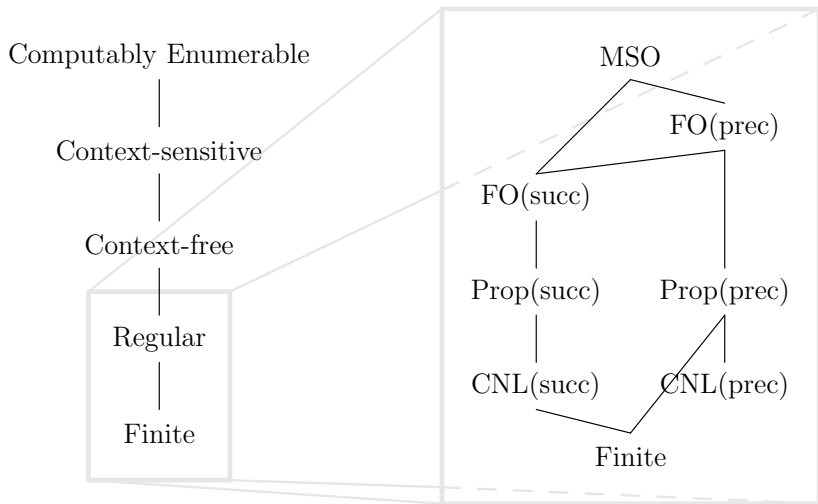 Computably Enumerable
Context-sensitive
Context-free
Regular
Finite
MSO
FO(prec)
FO(succ)
Prop(succ)
Prop(prec)
CNL(succ)
CNL(prec)
Finite